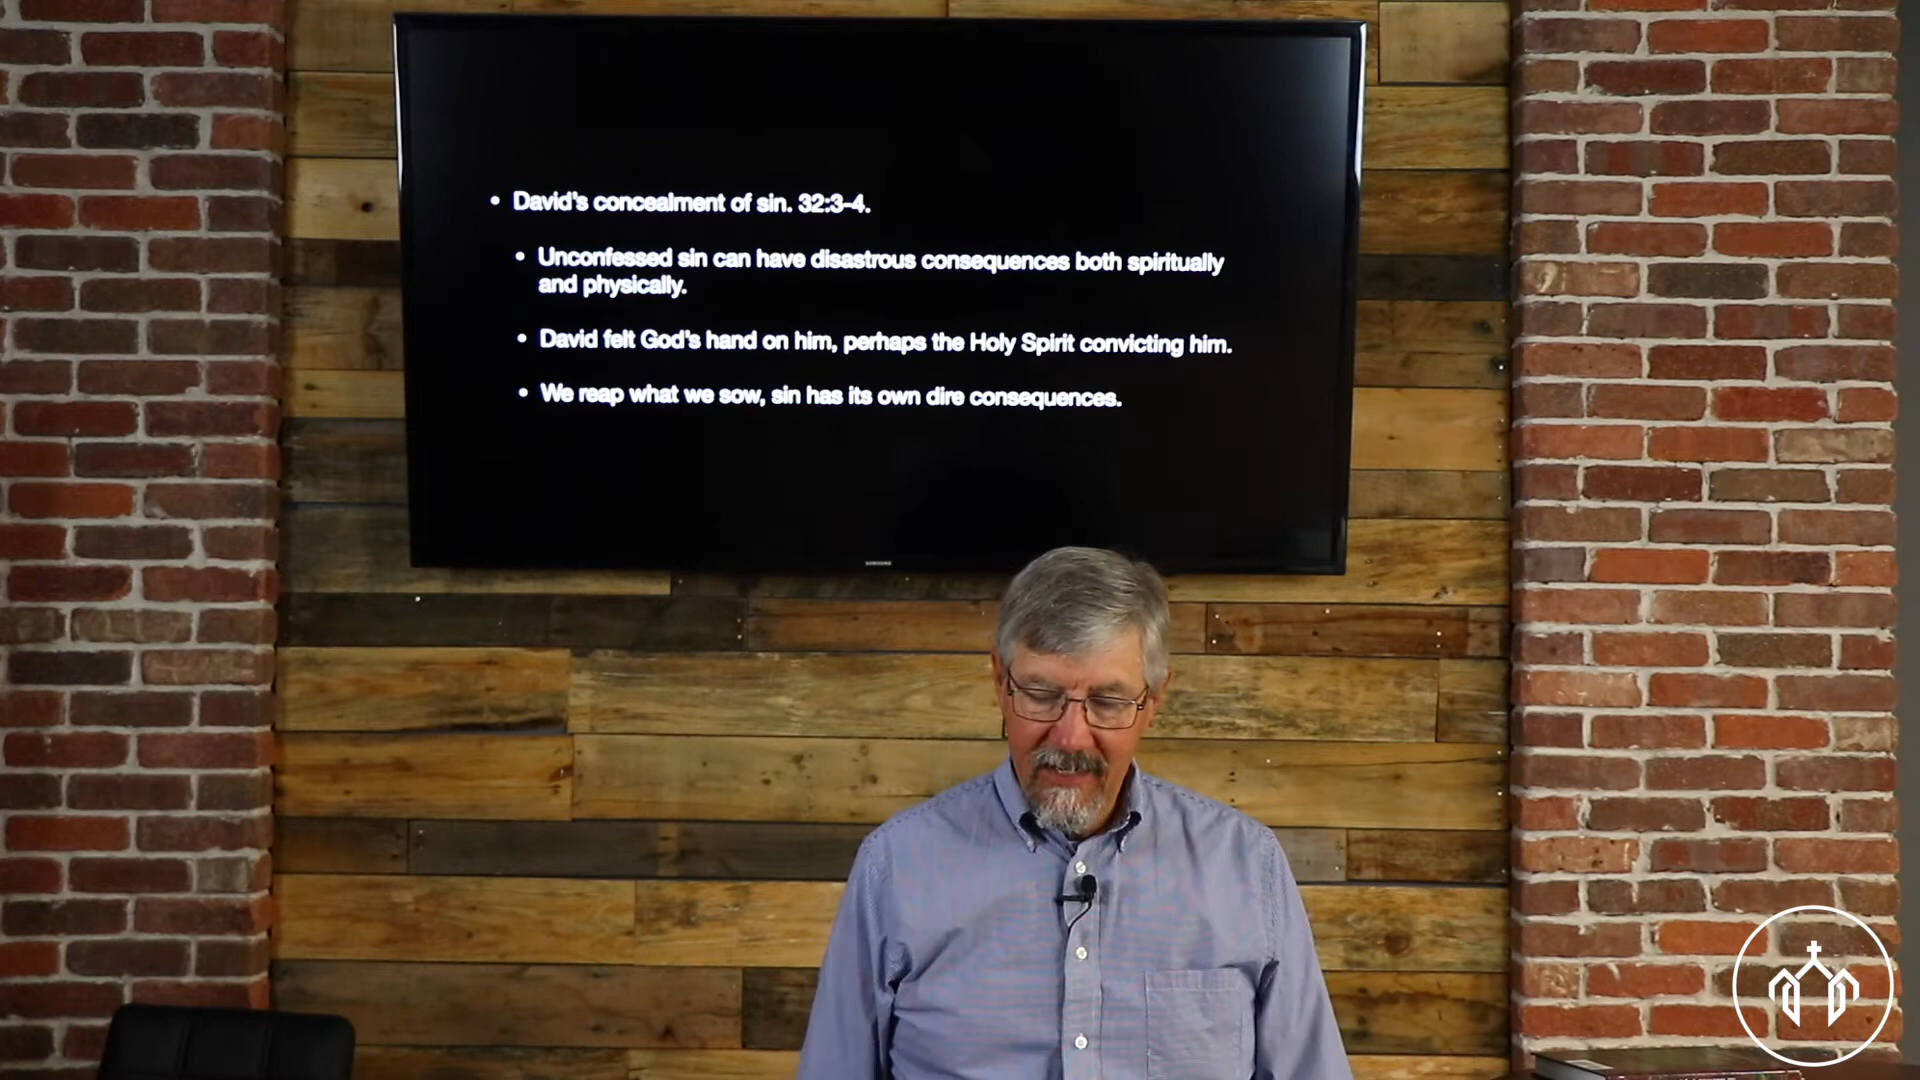 • David's concealment of sin. 32:3-4.
• Unconfessed sin can have disastrous consequences both spiritually
and physically.
• David felt God's hand on him, perhaps the Holy Spirit convicting him.
• We reap what we sow, sin has its own dire consequences.
SAMSUNG